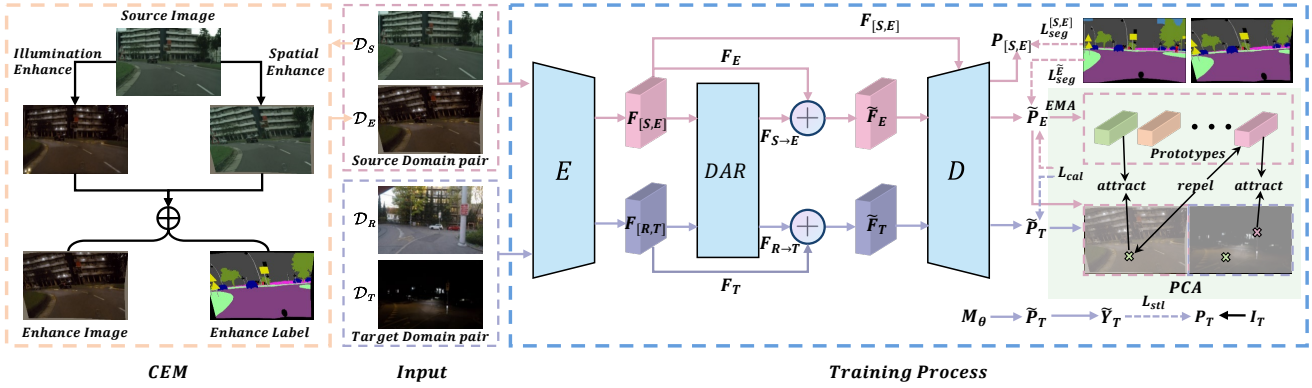 Source Image
Illumination
Enhance
Spatial
Enhance
Enhance Image
Enhance Label
CEM
𝒟_S
𝒟_E
Source Domain pair
𝒟_R
𝒟_T
Target Domain pair
Input
E
F_[S,E]
F_[R,T]
F_E
DAR
F_{S→E}
F_{R→T}
F_T
F̃_E
F̃_T
F_[S,E]
D
P_[S,E]
L_seg^[S,E]
L_seg^Ẽ
P̃_E
EMA
Prototypes
L_cal
attract
repel
attract
P̃_T
PCA
M_θ
P̃_T
Ỹ_T
L_stl
P_T
I_T
Training Process